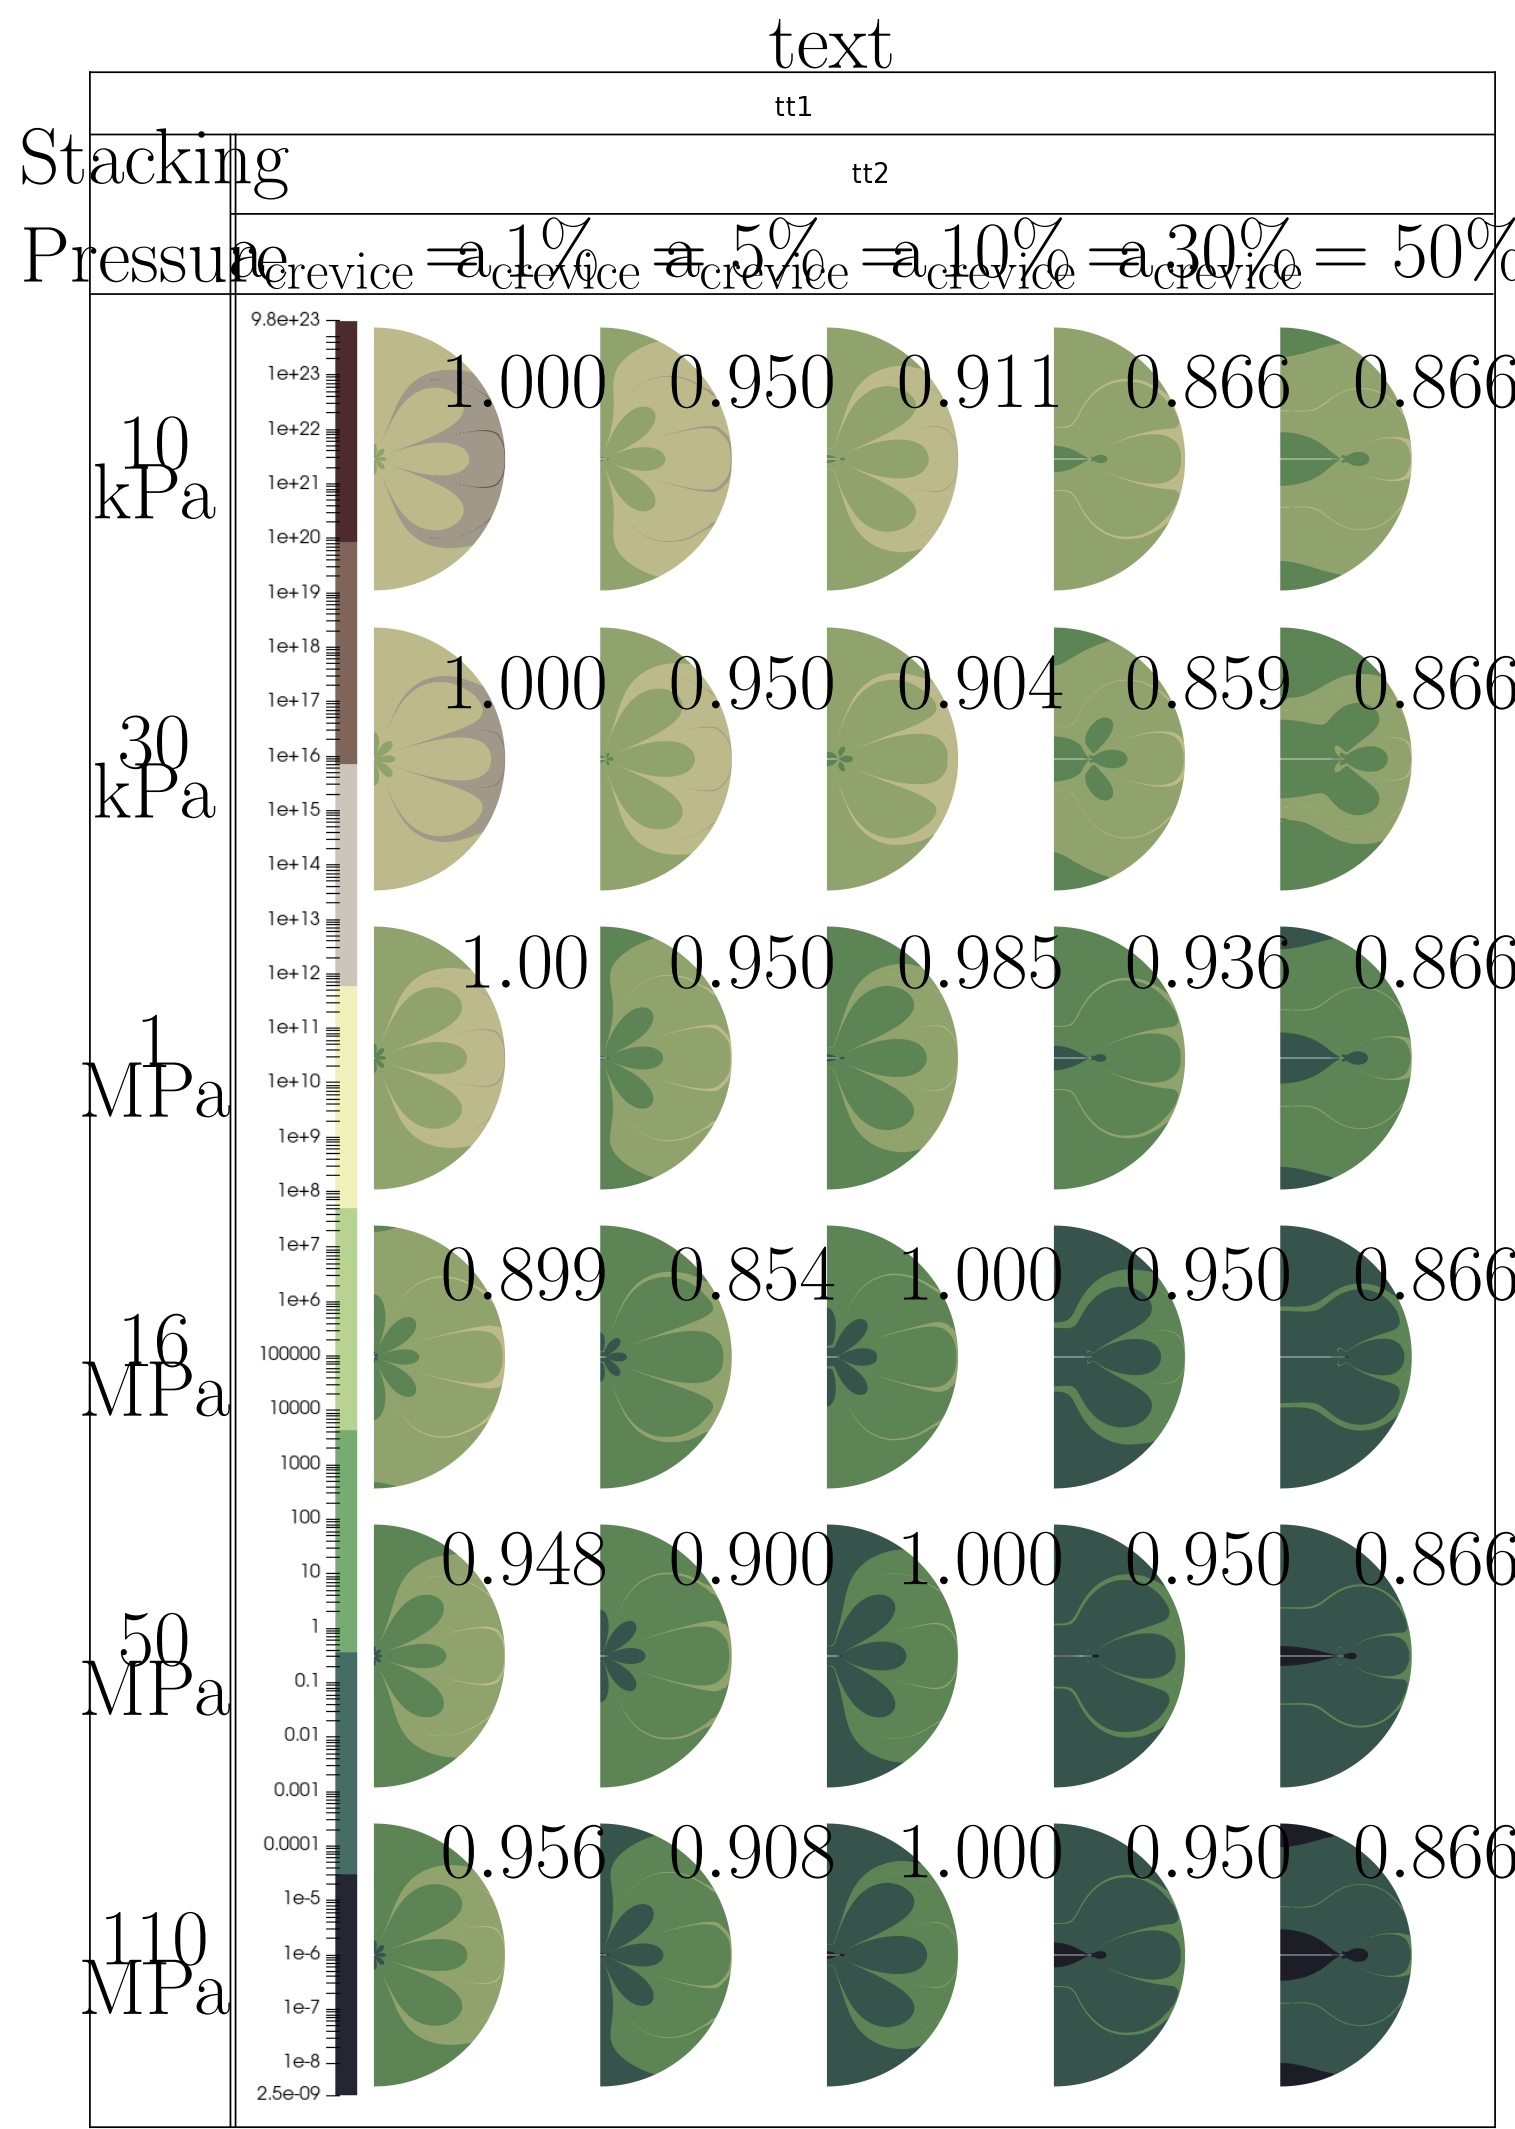 text
tt1
Stacking
tt2
Pressure
a crevice = 1%
a crevice = 5%
a crevice = 10%
a crevice = 30%
a crevice = 50%
9.8e+23
1e+23
1e+22
1e+21
1e+20
1e+19
1e+18
1e+17
1e+16
1e+15
1e+14
1e+13
1e+12
1e+11
1e+10
1e+9
1e+8
1e+7
1e+6
100000
10000
1000
100
10
1
0.1
0.01
0.001
0.0001
1e-5
1e-6
1e-7
1e-8
2.5e-09
10
kPa
1.000 0.950 0.911 0.866 0.866
30
kPa
1.000 0.950 0.904 0.859 0.866
1
MPa
1.00 0.950 0.985 0.936 0.866
16
MPa
0.899 0.854 1.000 0.950 0.866
50
MPa
0.948 0.900 1.000 0.950 0.866
110
MPa
0.956 0.908 1.000 0.950 0.866